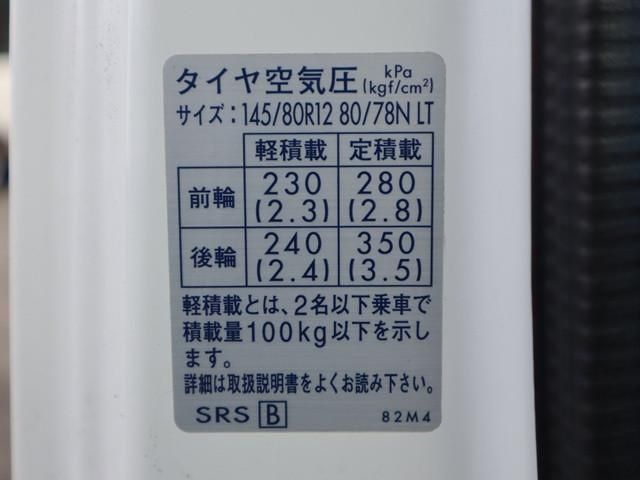 タイヤ空気圧 kPa (kgf/cm²)
サイズ:145/80R12 80/78N LT
軽積載 定積載
前輪 230 (2.3) 280 (2.8)
後輪 240 (2.4) 350 (3.5)
軽積載とは、2名以下乗車で
積載量100kg以下を示し
ます。
詳細は取扱説明書をよくお読み下さい。
SRS B 82M4